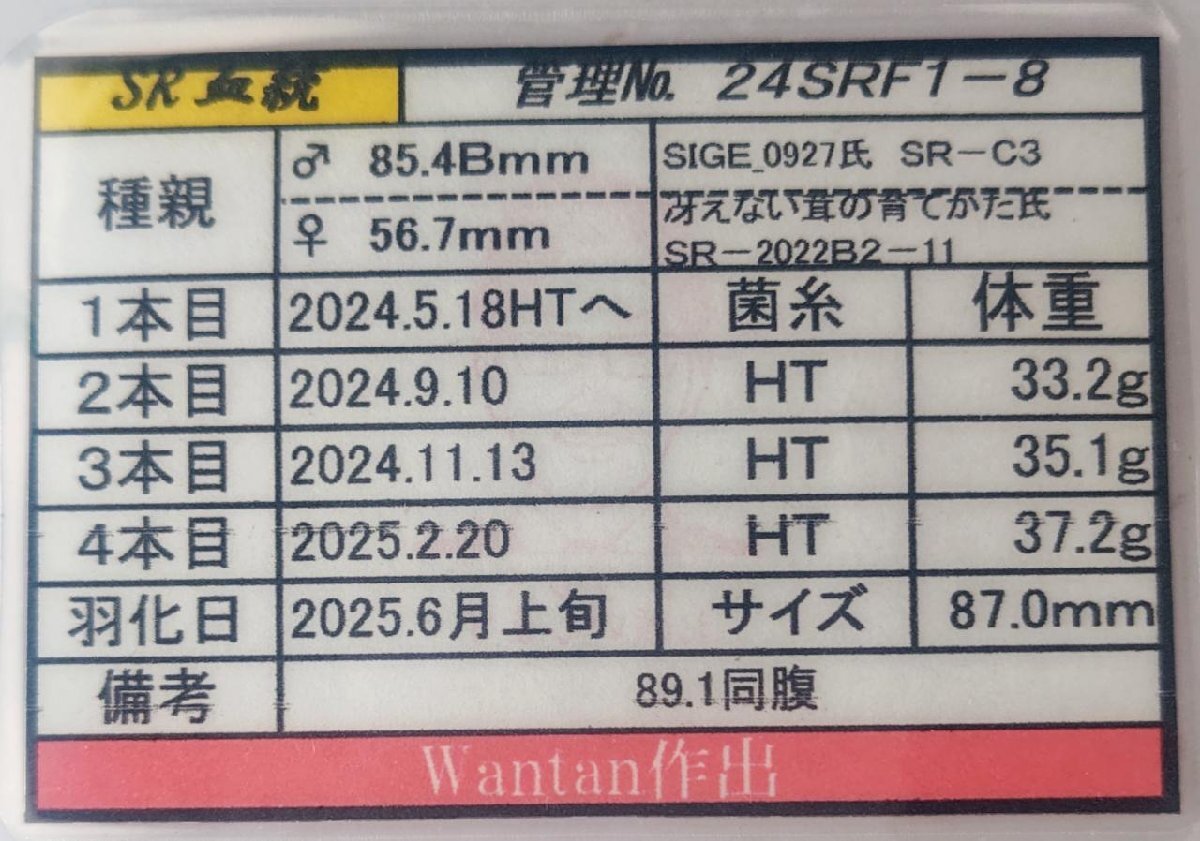 SR血統 管理No. 24SRF1-8
種親 ♂ 85.4Bmm SIGE_0927氏 SR-C3
♀ 56.7mm 冴えない茸の育てかた氏
SR-2022B2-11
1本目 2024.5.18HTへ 菌糸 体重
2本目 2024.9.10 HT 33.2g
3本目 2024.11.13 HT 35.1g
4本目 2025.2.20 HT 37.2g
羽化日 2025.6月上旬 サイズ 87.0mm
備考 89.1同腹
Wantan作出